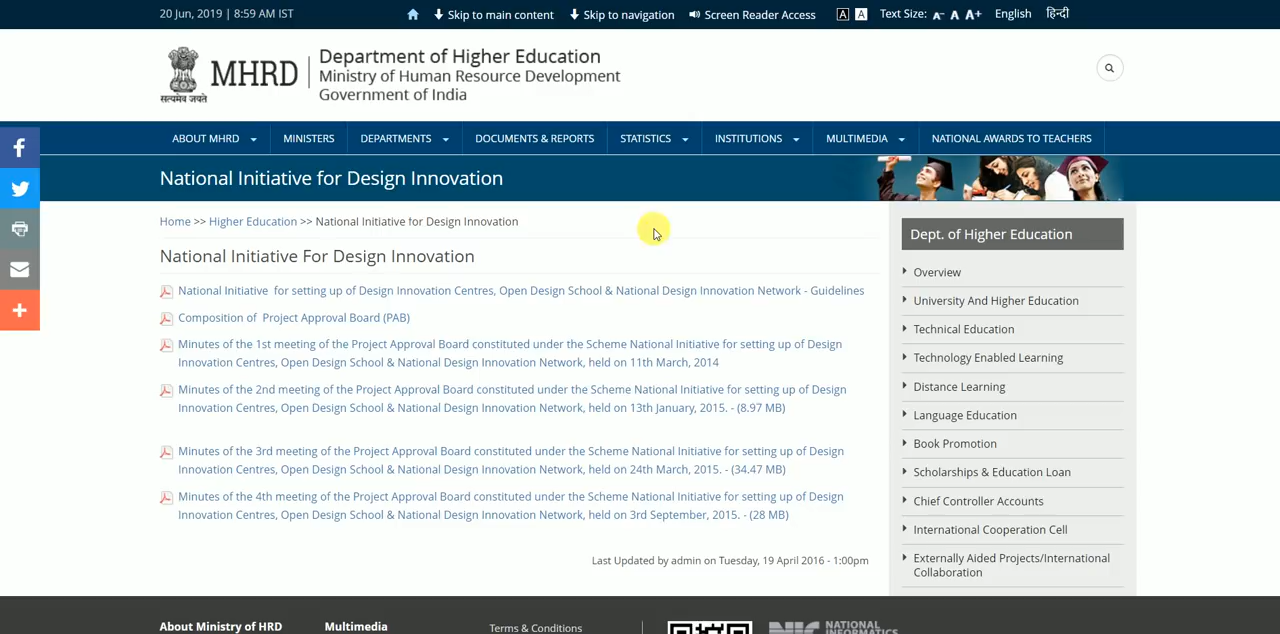 20 Jun, 2019 | 8:59 AM IST
Skip to main content
Skip to navigation
Screen Reader Access
A A
Text Size: A- A A+
English
हिन्दी
सत्यमेव जयते
MHRD
Department of Higher Education
Ministry of Human Resource Development
Government of India
ABOUT MHRD
MINISTERS
DEPARTMENTS
DOCUMENTS & REPORTS
STATISTICS
INSTITUTIONS
MULTIMEDIA
NATIONAL AWARDS TO TEACHERS
National Initiative for Design Innovation
Home >> Higher Education >> National Initiative for Design Innovation
National Initiative For Design Innovation
National Initiative for setting up of Design Innovation Centres, Open Design School & National Design Innovation Network - Guidelines
Composition of Project Approval Board (PAB)
Minutes of the 1st meeting of the Project Approval Board constituted under the Scheme National Initiative for setting up of Design
Innovation Centres, Open Design School & National Design Innovation Network, held on 11th March, 2014
Minutes of the 2nd meeting of the Project Approval Board constituted under the Scheme National Initiative for setting up of Design
Innovation Centres, Open Design School & National Design Innovation Network, held on 13th January, 2015. - (8.97 MB)
Minutes of the 3rd meeting of the Project Approval Board constituted under the Scheme National Initiative for setting up of Design
Innovation Centres, Open Design School & National Design Innovation Network, held on 24th March, 2015. - (34.47 MB)
Minutes of the 4th meeting of the Project Approval Board constituted under the Scheme National Initiative for setting up of Design
Innovation Centres, Open Design School & National Design Innovation Network, held on 3rd September, 2015. - (28 MB)
Last Updated by admin on Tuesday, 19 April 2016 - 1:00pm
Dept. of Higher Education
Overview
University And Higher Education
Technical Education
Technology Enabled Learning
Distance Learning
Language Education
Book Promotion
Scholarships & Education Loan
Chief Controller Accounts
International Cooperation Cell
Externally Aided Projects/International
Collaboration
About Ministry of HRD
Multimedia
Terms & Conditions
NIC NATIONAL
INFORMATICS